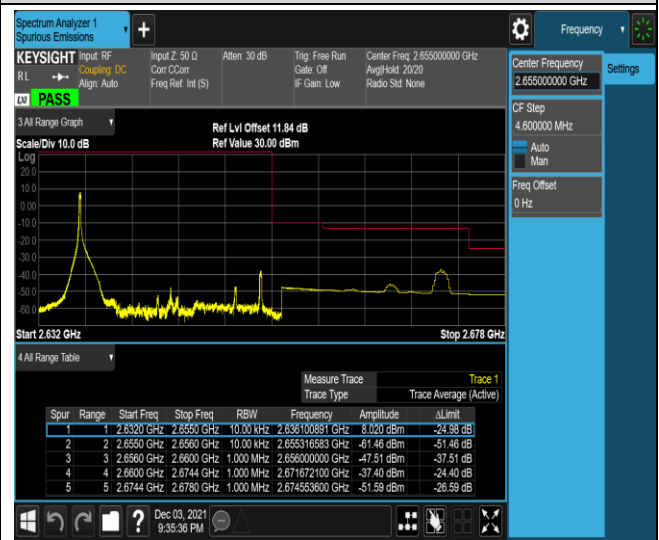 Spectrum Analyzer 1
Spurious Emissions
Frequency
KEYSIGHT Input: RF Input Z: 50 Ω Atten: 30 dB Trig: Free Run Center Freq: 2.655000000 GHz
RL Coupling: DC Corr CCorr Gate: Off Avg|Hold: 20/20
Align: Auto Freq Ref: Int (S) IF Gain: Low Radio Std: None
LXI PASS
Center Frequency
2.655000000 GHz
Settings
CF Step
4.600000 MHz
Auto
Man
Freq Offset
0 Hz
3 All Range Graph
Ref Lvl Offset 11.84 dB
Scale/Div 10.0 dB Ref Value 30.00 dBm
Log
20.0
10.0
0.00
-10.0
-20.0
-30.0
-40.0
-50.0
-60.0
Start 2.632 GHz Stop 2.678 GHz
4 All Range Table
Measure Trace Trace 1
Trace Type Trace Average (Active)
Spur Range Start Freq Stop Freq RBW Frequency Amplitude ΔLimit
1 1 2.6320 GHz 2.6550 GHz 10.00 kHz 2.636100891 GHz 8.020 dBm -24.98 dB
2 2 2.6550 GHz 2.6560 GHz 10.00 kHz 2.655316583 GHz -61.46 dBm -51.46 dB
3 3 2.6560 GHz 2.6600 GHz 1.000 MHz 2.656000000 GHz -47.51 dBm -37.51 dB
4 4 2.6600 GHz 2.6744 GHz 1.000 MHz 2.671672100 GHz -37.40 dBm -24.40 dB
5 5 2.6744 GHz 2.6780 GHz 1.000 MHz 2.674553600 GHz -51.59 dBm -26.59 dB
Dec 03, 2021
9:35:36 PM